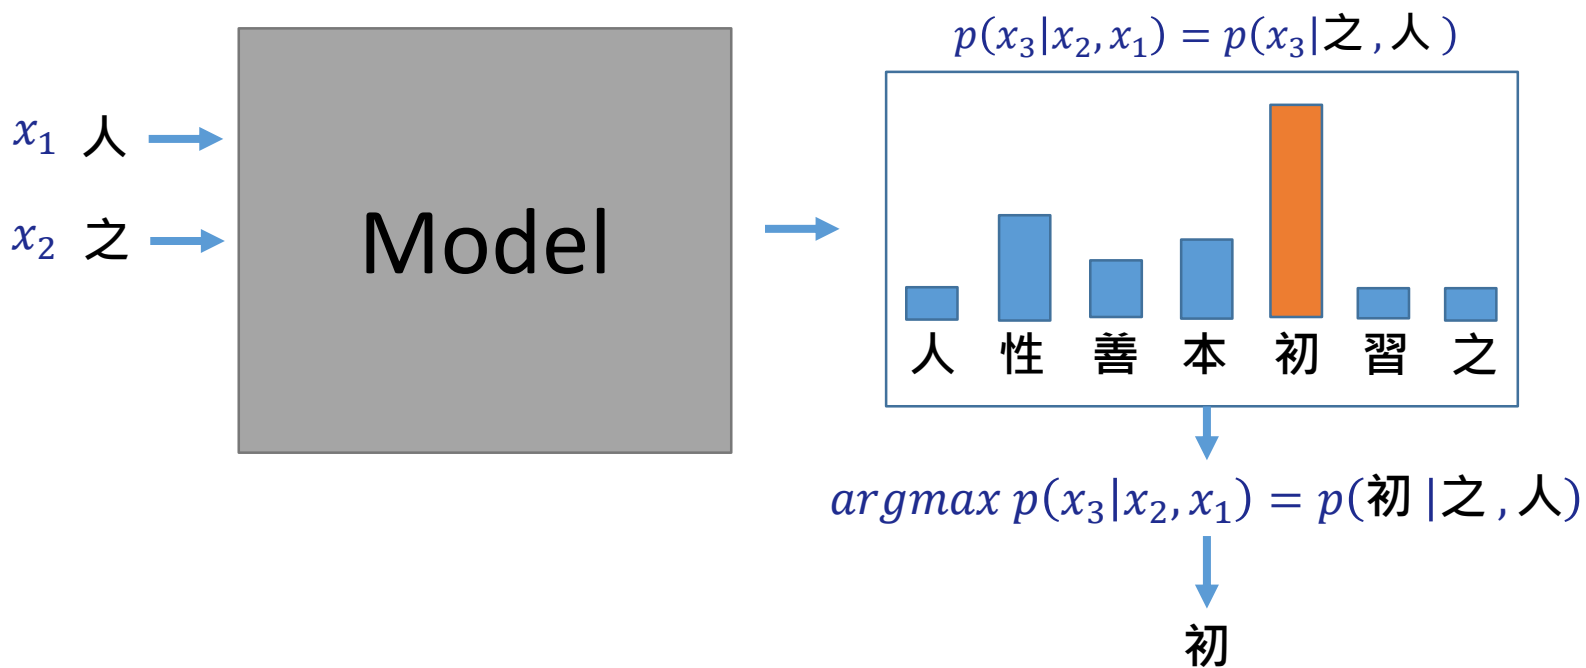 p(x₃|x₂,x₁) = p(x₃|之,人)
x₁ 人
x₂ 之
Model
人 性 善 本 初 習 之
argmax p(x₃|x₂,x₁) = p(初|之,人)
初